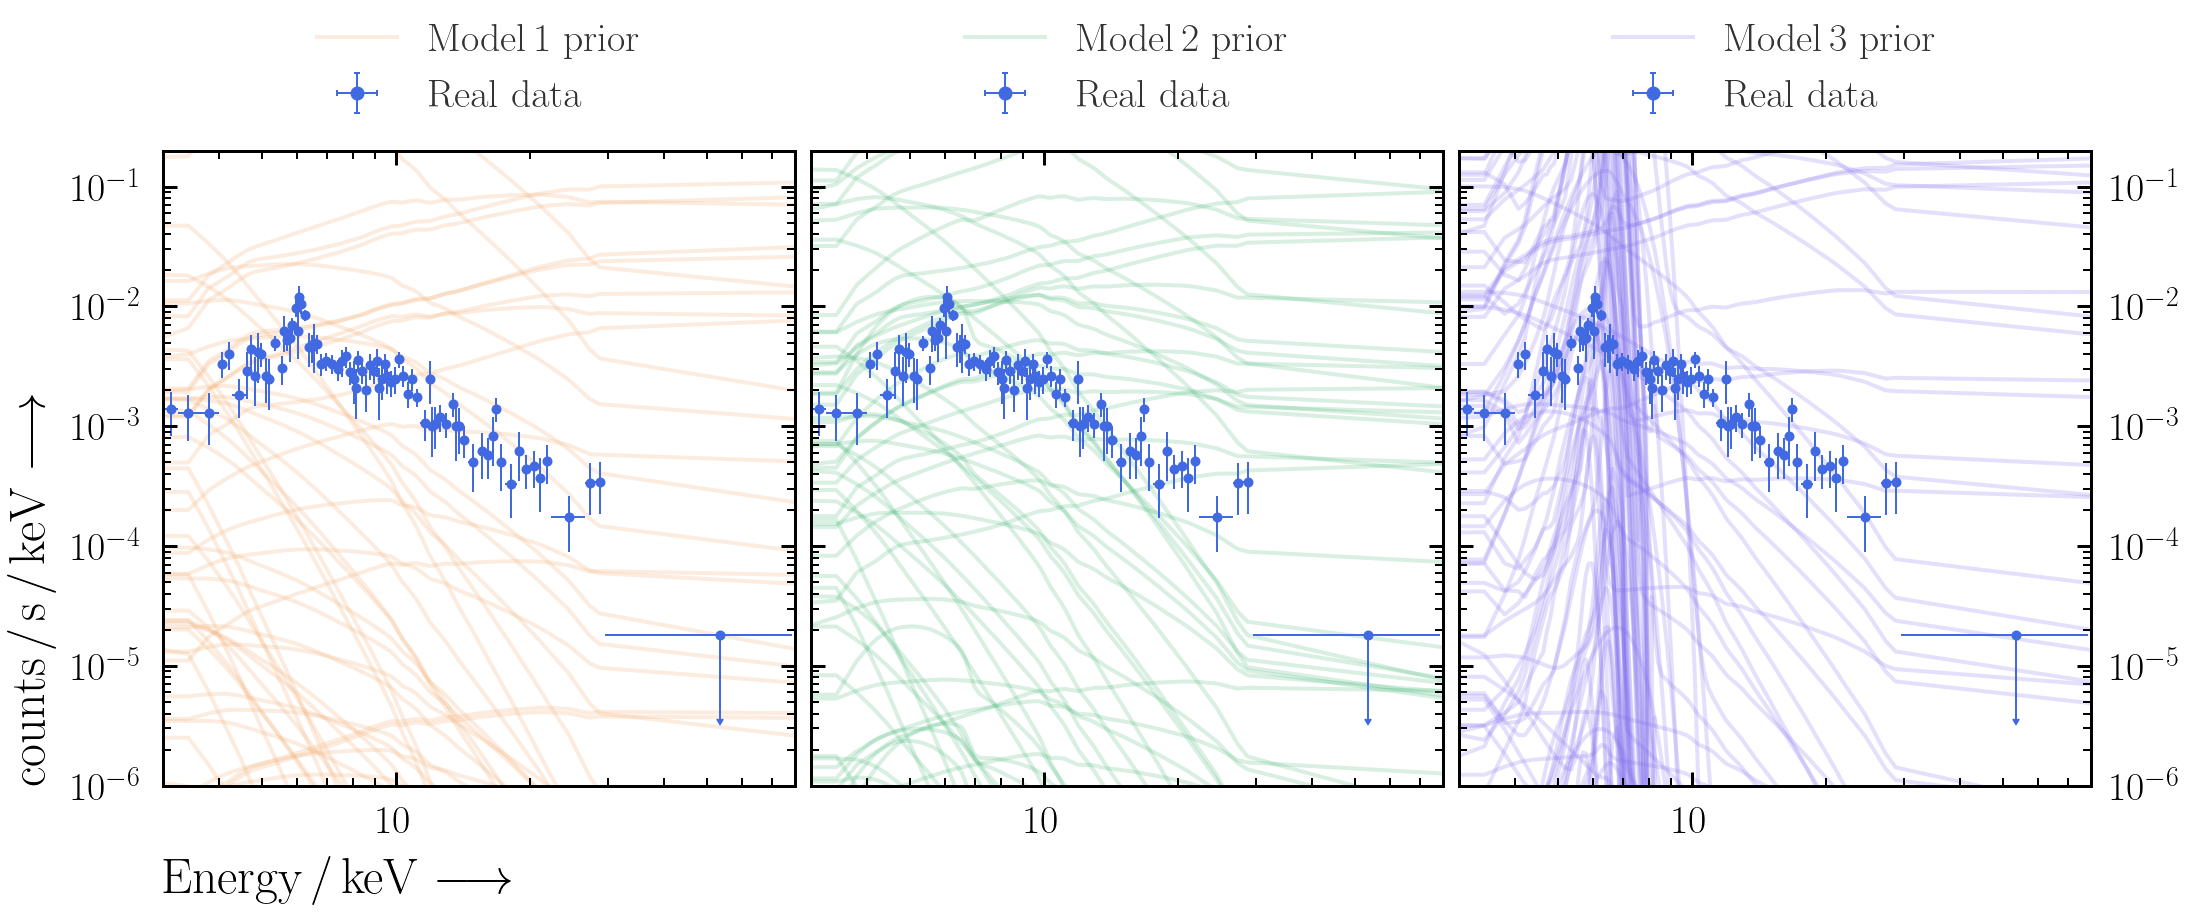 Model 1 prior
Real data
Model 2 prior
Real data
Model 3 prior
Real data
counts / s / keV ⟶
10⁻¹
10⁻²
10⁻³
10⁻⁴
10⁻⁵
10⁻⁶
10
10
10
10⁻¹
10⁻²
10⁻³
10⁻⁴
10⁻⁵
10⁻⁶
Energy / keV ⟶